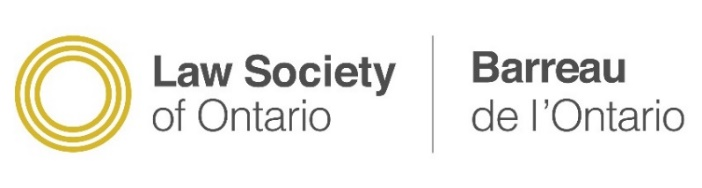 Law Society
of Ontario
Barreau
de l'Ontario